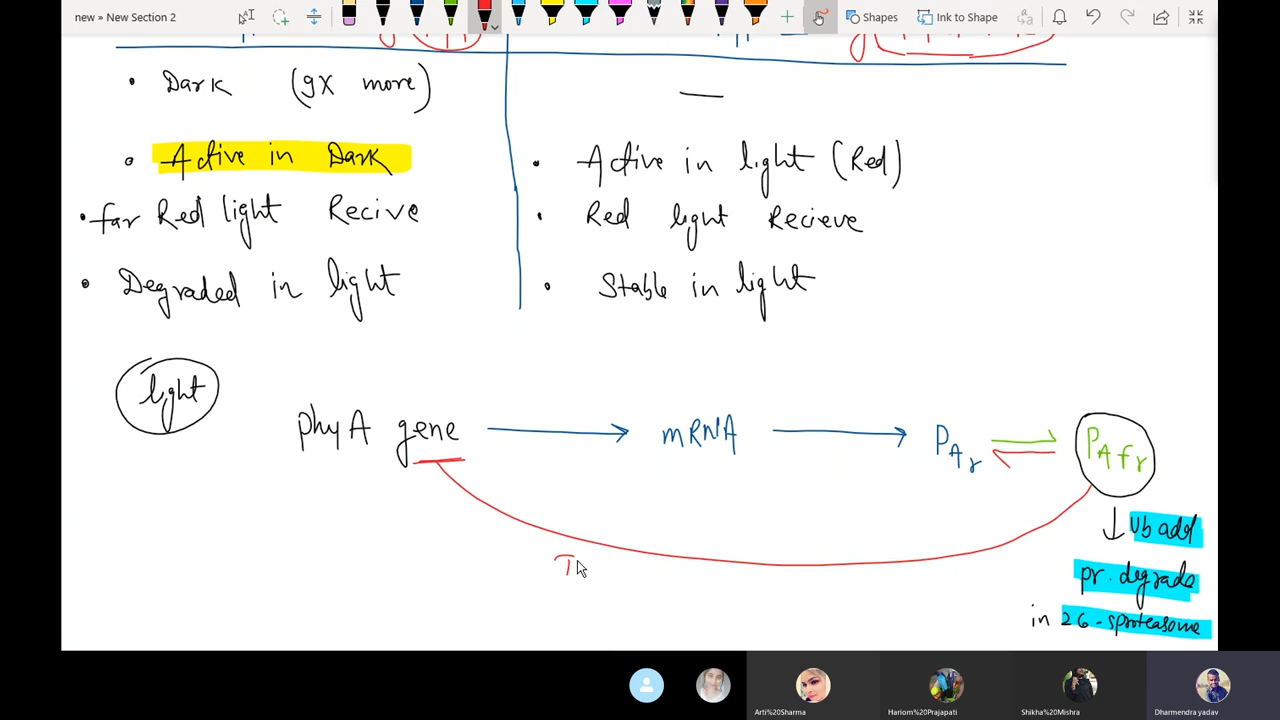 new » New Section 2
Shapes
Ink to Shape
• Dark (9X more)
—
• Active in Dark
• Active in light (Red)
• far Red light Recive
• Red light Recieve
• Degraded in light
• Stable in light
light
phyA gene → mRNA → PAr ⇌ PAfr
↓ Ub add
pr. degrade
in 26-sproteasome
T
Arti%20Sharma
Hariom%20Prajapati
Shikha%20Mishra
Dharmendra yadav